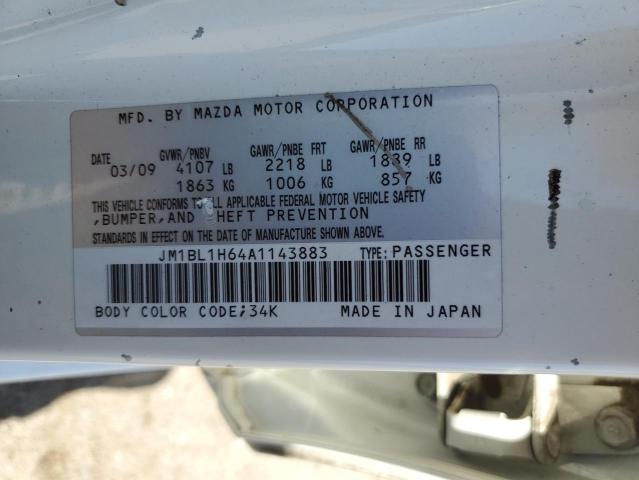 MFD. BY MAZDA MOTOR CORPORATION
DATE GVWR/PNBV GAWR/PNBE FRT GAWR/PNBE RR
03/09 4107 LB 2218 LB 1889 LB
1863 KG 1006 KG 857 KG
THIS VEHICLE CONFORMS TO ALL APPLICABLE FEDERAL MOTOR VEHICLE SAFETY
,BUMPER,AND THEFT PREVENTION
STANDARDS IN EFFECT ON THE DATE OF MANUFACTURE SHOWN ABOVE.
JM1BL1H64A1143883 TYPE: PASSENGER
BODY COLOR CODE;34K MADE IN JAPAN